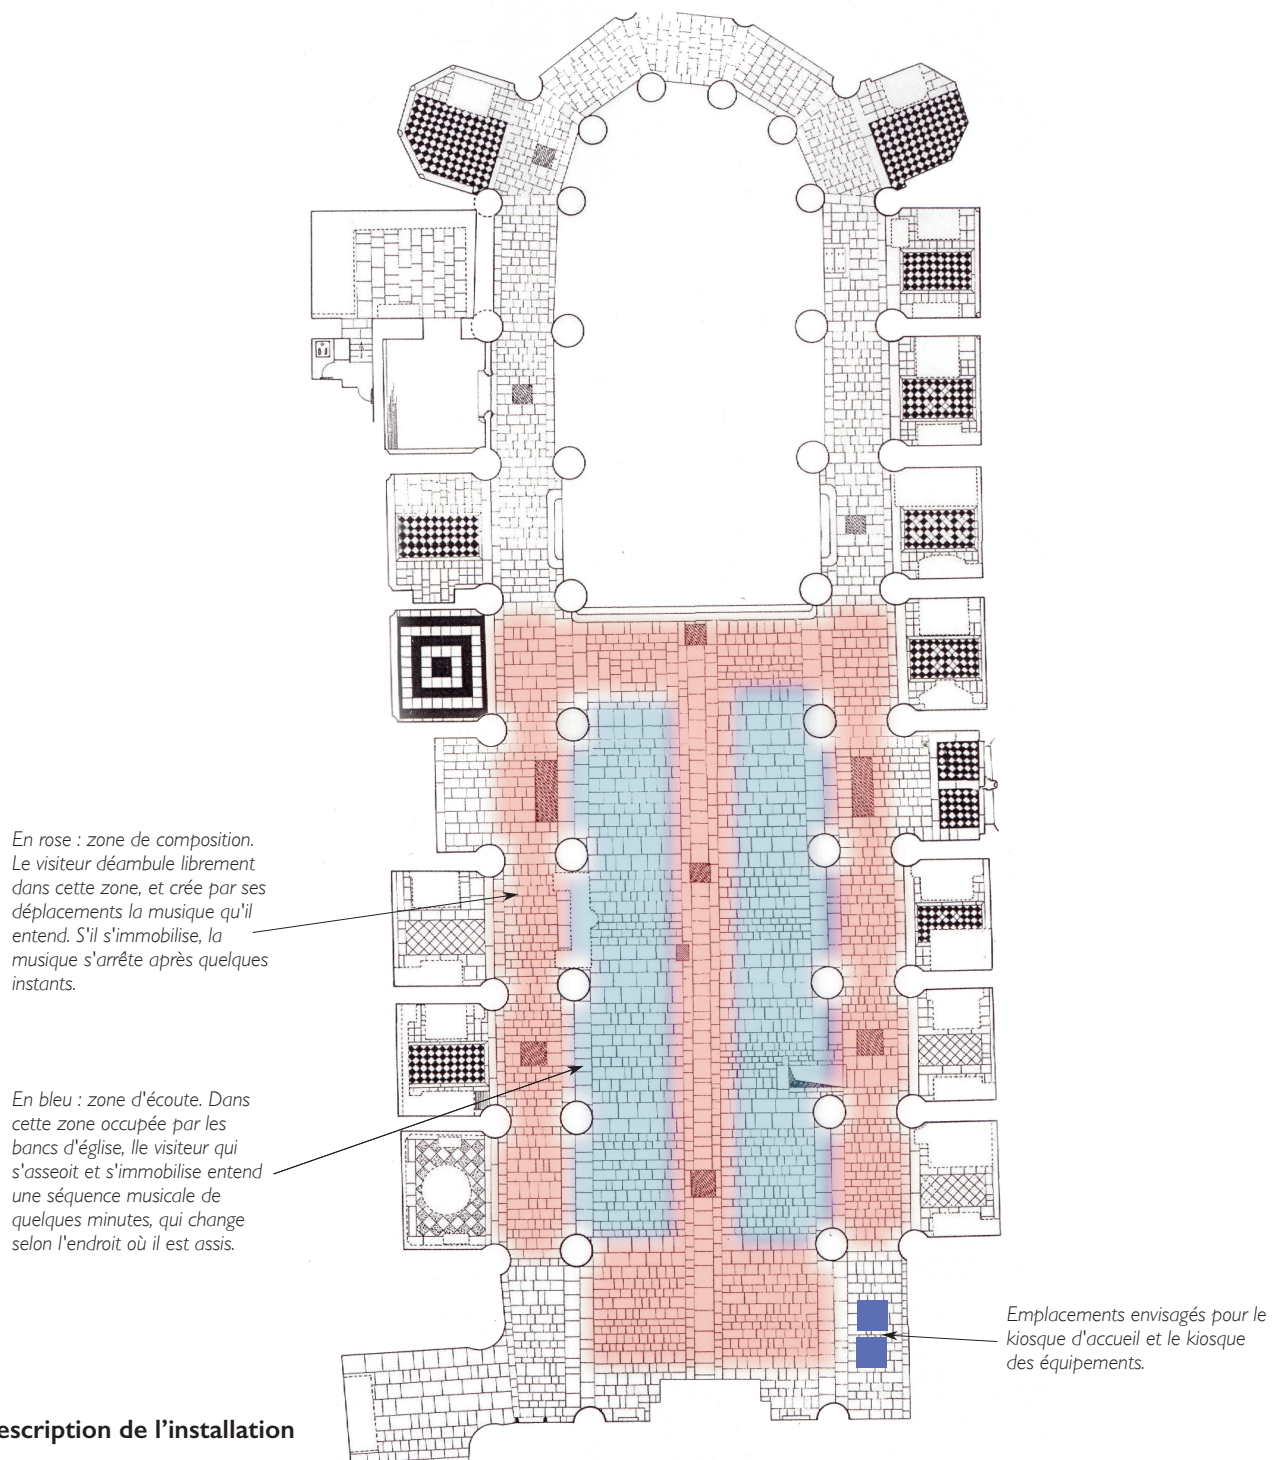 En rose : zone de composition.
Le visiteur déambule librement
dans cette zone, et crée par ses
déplacements la musique qu'il
entend. S'il s'immobilise, la
musique s'arrête après quelques
instants.
En bleu : zone d'écoute. Dans
cette zone occupée par les
bancs d'église, lle visiteur qui
s'asseoit et s'immobilise entend
une séquence musicale de
quelques minutes, qui change
selon l'endroit où il est assis.
Emplacements envisagés pour le
kiosque d'accueil et le kiosque
des équipements.
escription de l’installation